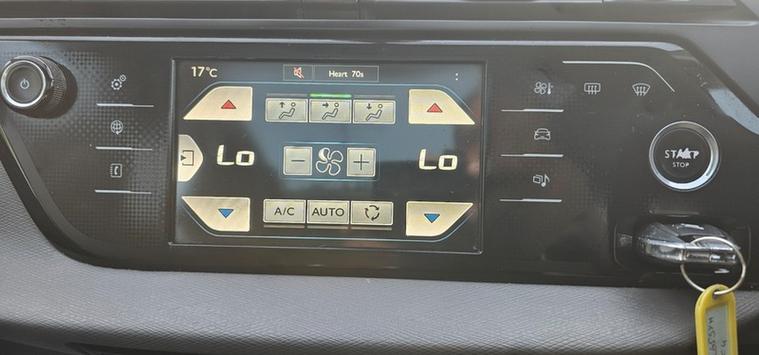 17°C
Heart 70s
Lo
Lo
A/C
AUTO
START
STOP